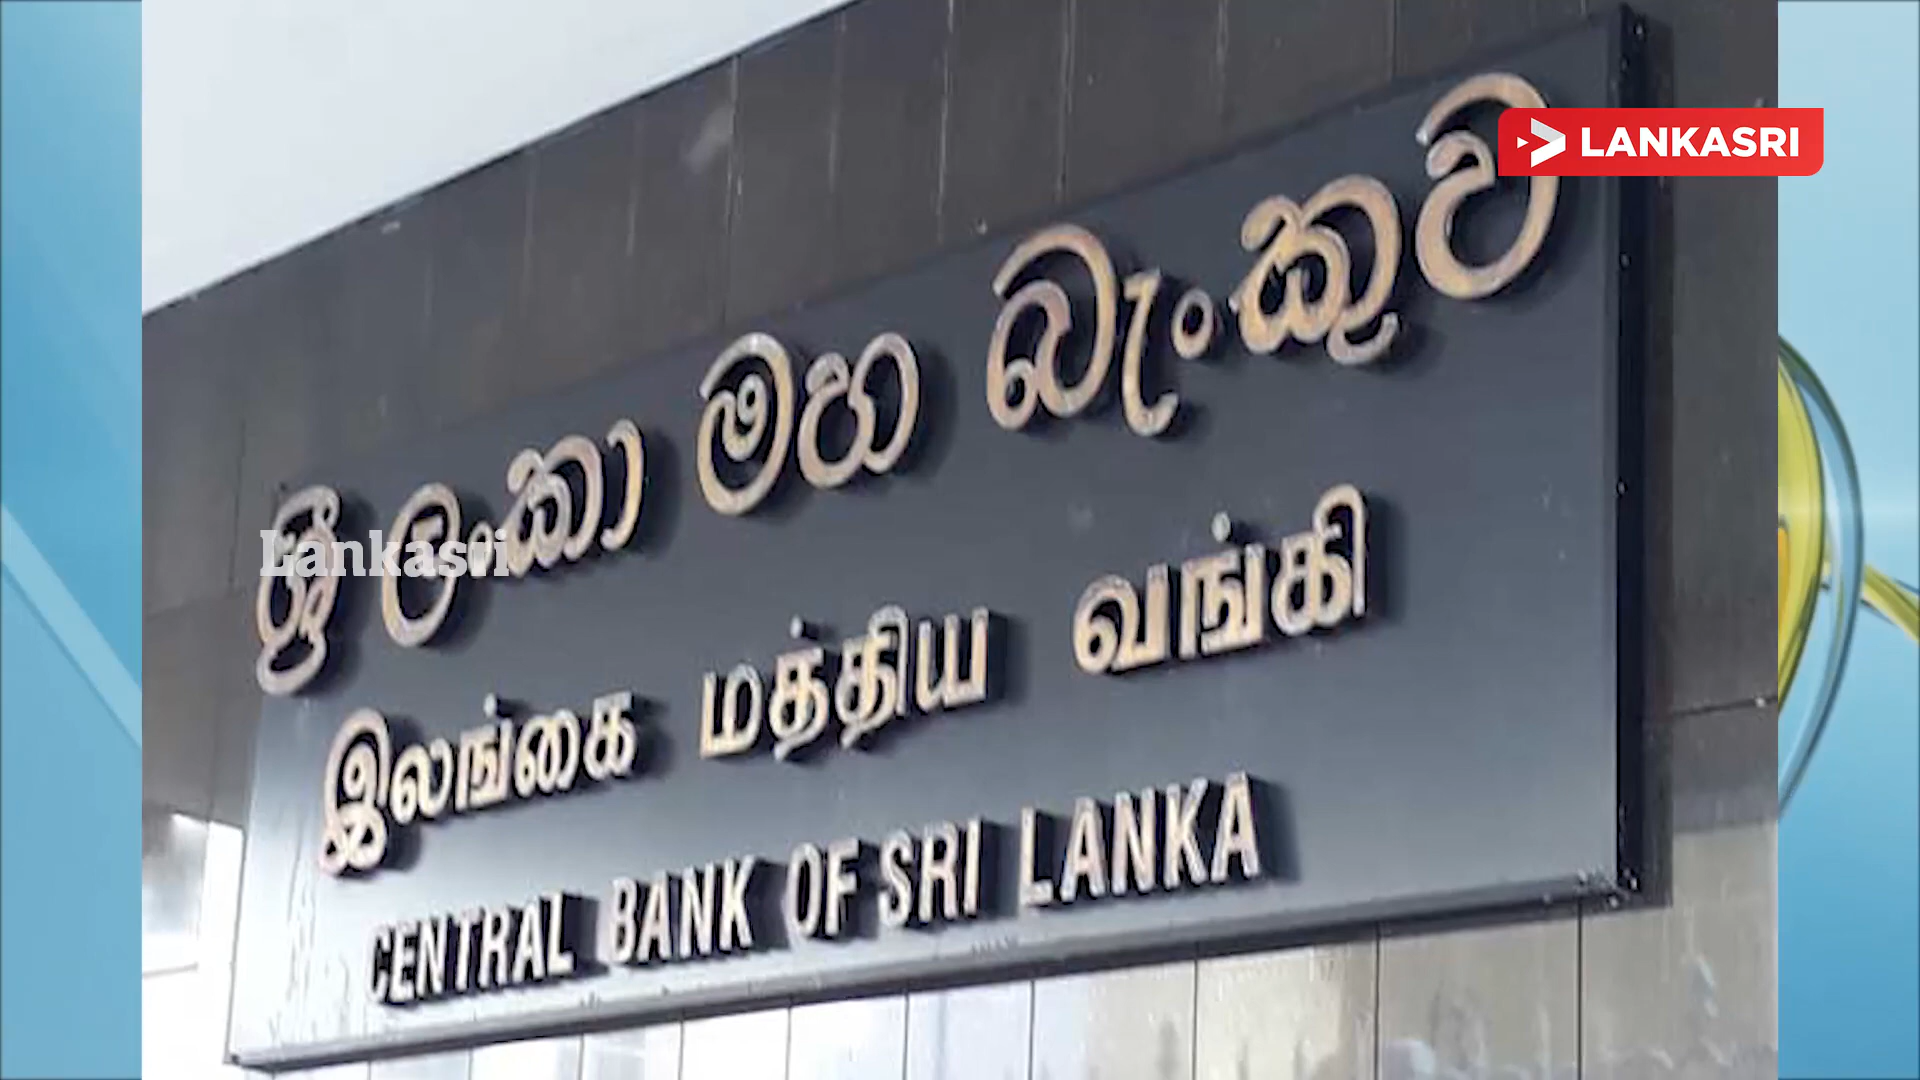 LANKASRI
ශ්‍රී ලංකා මහ බැංකුව
Lankasri
இலங்கை மத்திய வங்கி
CENTRAL BANK OF SRI LANKA